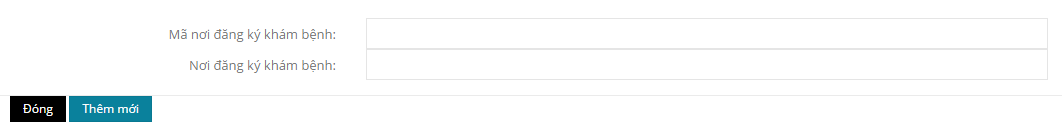 Mã nơi đăng ký khám bệnh:
Nơi đăng ký khám bệnh:
Đóng Thêm mới